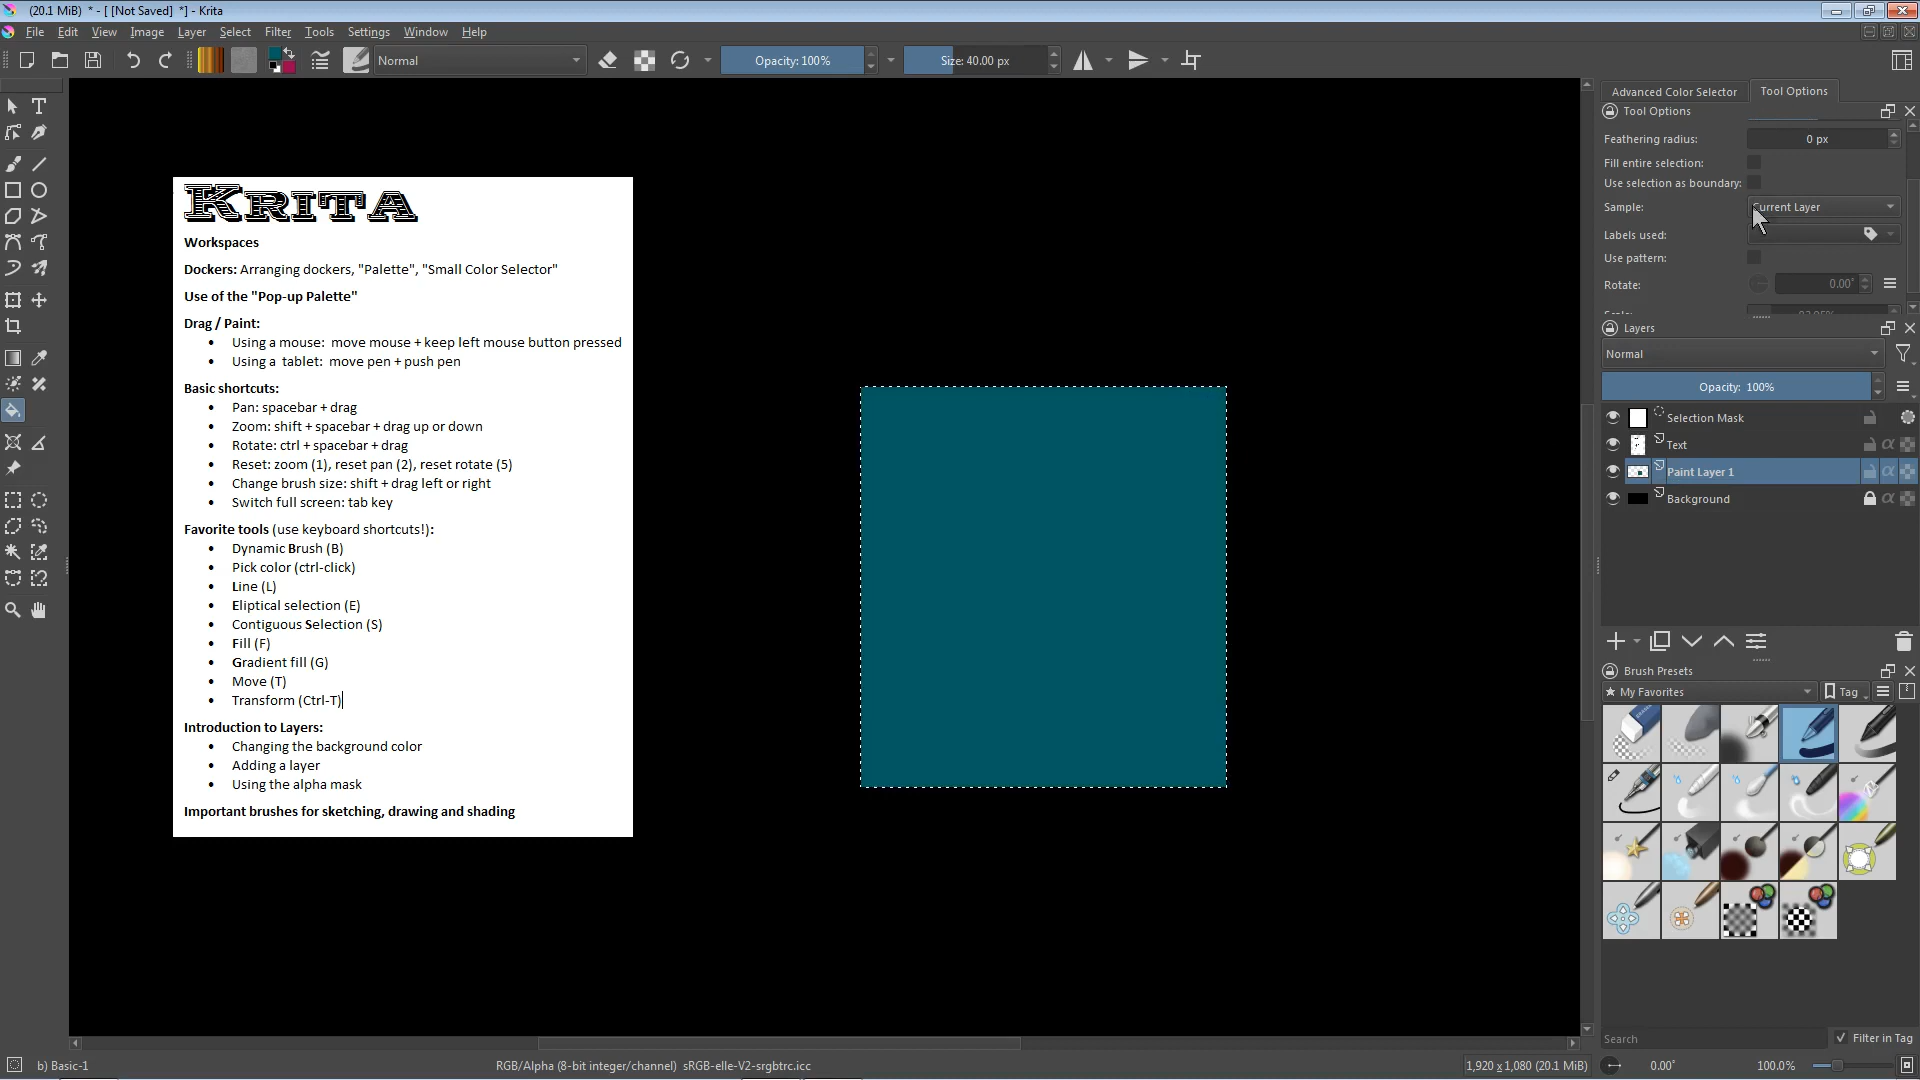 (20.1 MiB) * - [ [Not Saved] *] - Krita
File Edit View Image Layer Select Filter Tools Settings Window Help
Normal
Opacity: 100%
Size: 40.00 px
Advanced Color Selector
Tool Options
Tool Options
Feathering radius: 0 px
Fill entire selection:
Use selection as boundary:
Sample: Current Layer
Labels used:
Use pattern:
Rotate: 0.00°
Layers
Normal
Opacity: 100%
Selection Mask
Text
Paint Layer 1
Background
Brush Presets
My Favorites
Tag
Search
Filter in Tag
KRITA
Workspaces
Dockers: Arranging dockers, "Palette", "Small Color Selector"
Use of the "Pop-up Palette"
Drag / Paint:
• Using a mouse: move mouse + keep left mouse button pressed
• Using a tablet: move pen + push pen
Basic shortcuts:
• Pan: spacebar + drag
• Zoom: shift + spacebar + drag up or down
• Rotate: ctrl + spacebar + drag
• Reset: zoom (1), reset pan (2), reset rotate (5)
• Change brush size: shift + drag left or right
• Switch full screen: tab key
Favorite tools (use keyboard shortcuts!):
• Dynamic Brush (B)
• Pick color (ctrl-click)
• Line (L)
• Eliptical selection (E)
• Contiguous Selection (S)
• Fill (F)
• Gradient fill (G)
• Move (T)
• Transform (Ctrl-T)
Introduction to Layers:
• Changing the background color
• Adding a layer
• Using the alpha mask
Important brushes for sketching, drawing and shading
b) Basic-1
RGB/Alpha (8-bit integer/channel) sRGB-elle-V2-srgbtrc.icc
1,920 x 1,080 (20.1 MiB)
0.00°
100.0%